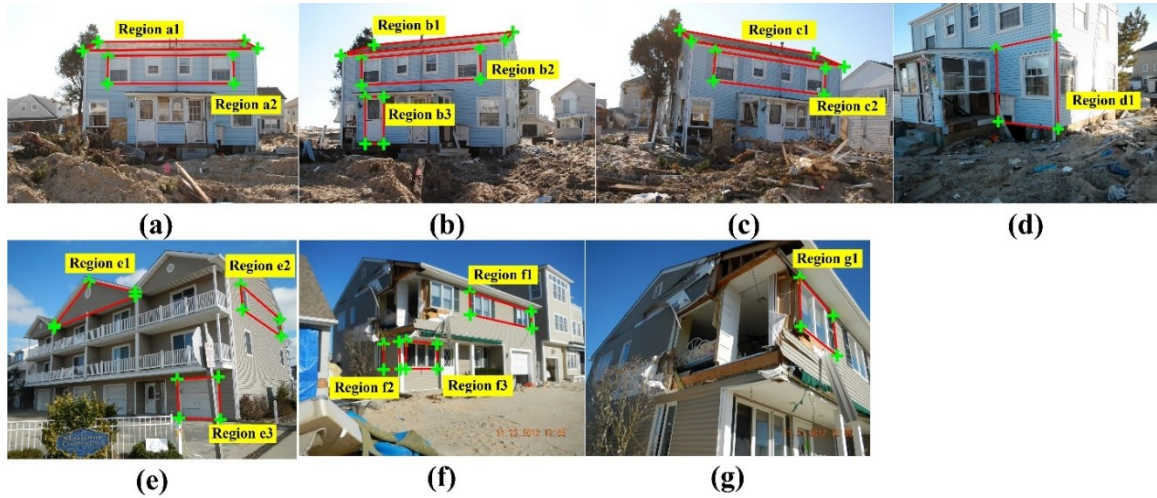 Region a1
Region a2
Region b1
Region b2
Region b3
Region c1
Region c2
Region d1
(a)
(b)
(c)
(d)
Region e1
Region e2
Region e3
Region f1
Region f2
Region f3
Region g1
(e)
(f)
(g)